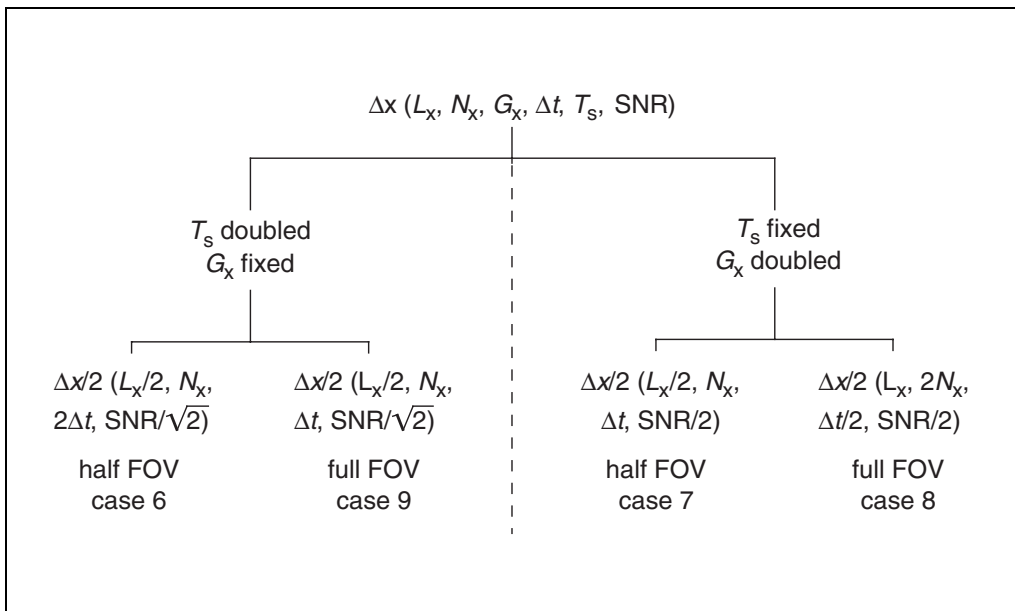 Δx (Lₓ, Nₓ, Gₓ, Δt, Tₛ, SNR)
Tₛ doubled
Gₓ fixed
Tₛ fixed
Gₓ doubled
Δx/2 (Lₓ/2, Nₓ,
2Δt, SNR/√2)
half FOV
case 6
Δx/2 (Lₓ/2, Nₓ,
Δt, SNR/√2)
full FOV
case 9
Δx/2 (Lₓ/2, Nₓ,
Δt, SNR/2)
half FOV
case 7
Δx/2 (Lₓ, 2Nₓ,
Δt/2, SNR/2)
full FOV
case 8